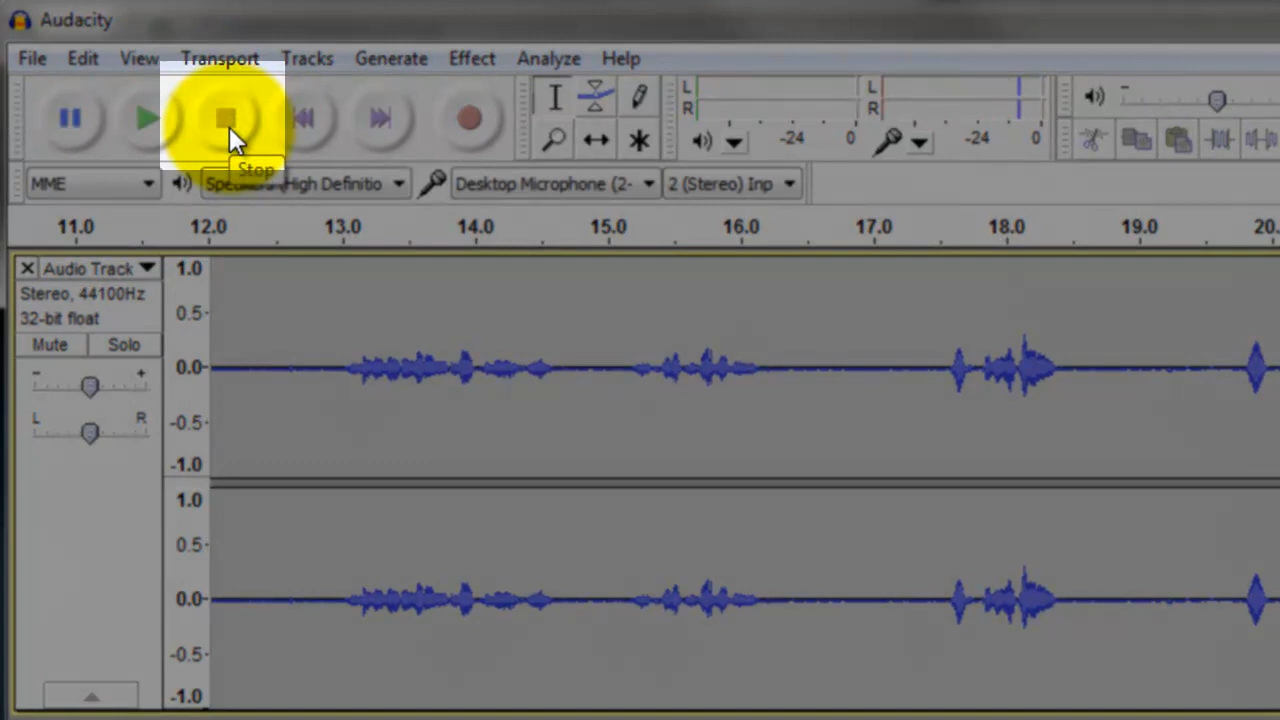 Audacity
File Edit View Transport Tracks Generate Effect Analyze Help
L
R
-24 0
L
R
-24 0
Stop
MME Speakers (High Definitio Desktop Microphone (2- 2 (Stereo) Inp
11.0 12.0 13.0 14.0 15.0 16.0 17.0 18.0 19.0 20.
Audio Track
Stereo, 44100Hz
32-bit float
Mute Solo
- +
L R
1.0
0.5-
0.0-
-0.5-
-1.0
1.0
0.5-
0.0-
-0.5-
-1.0